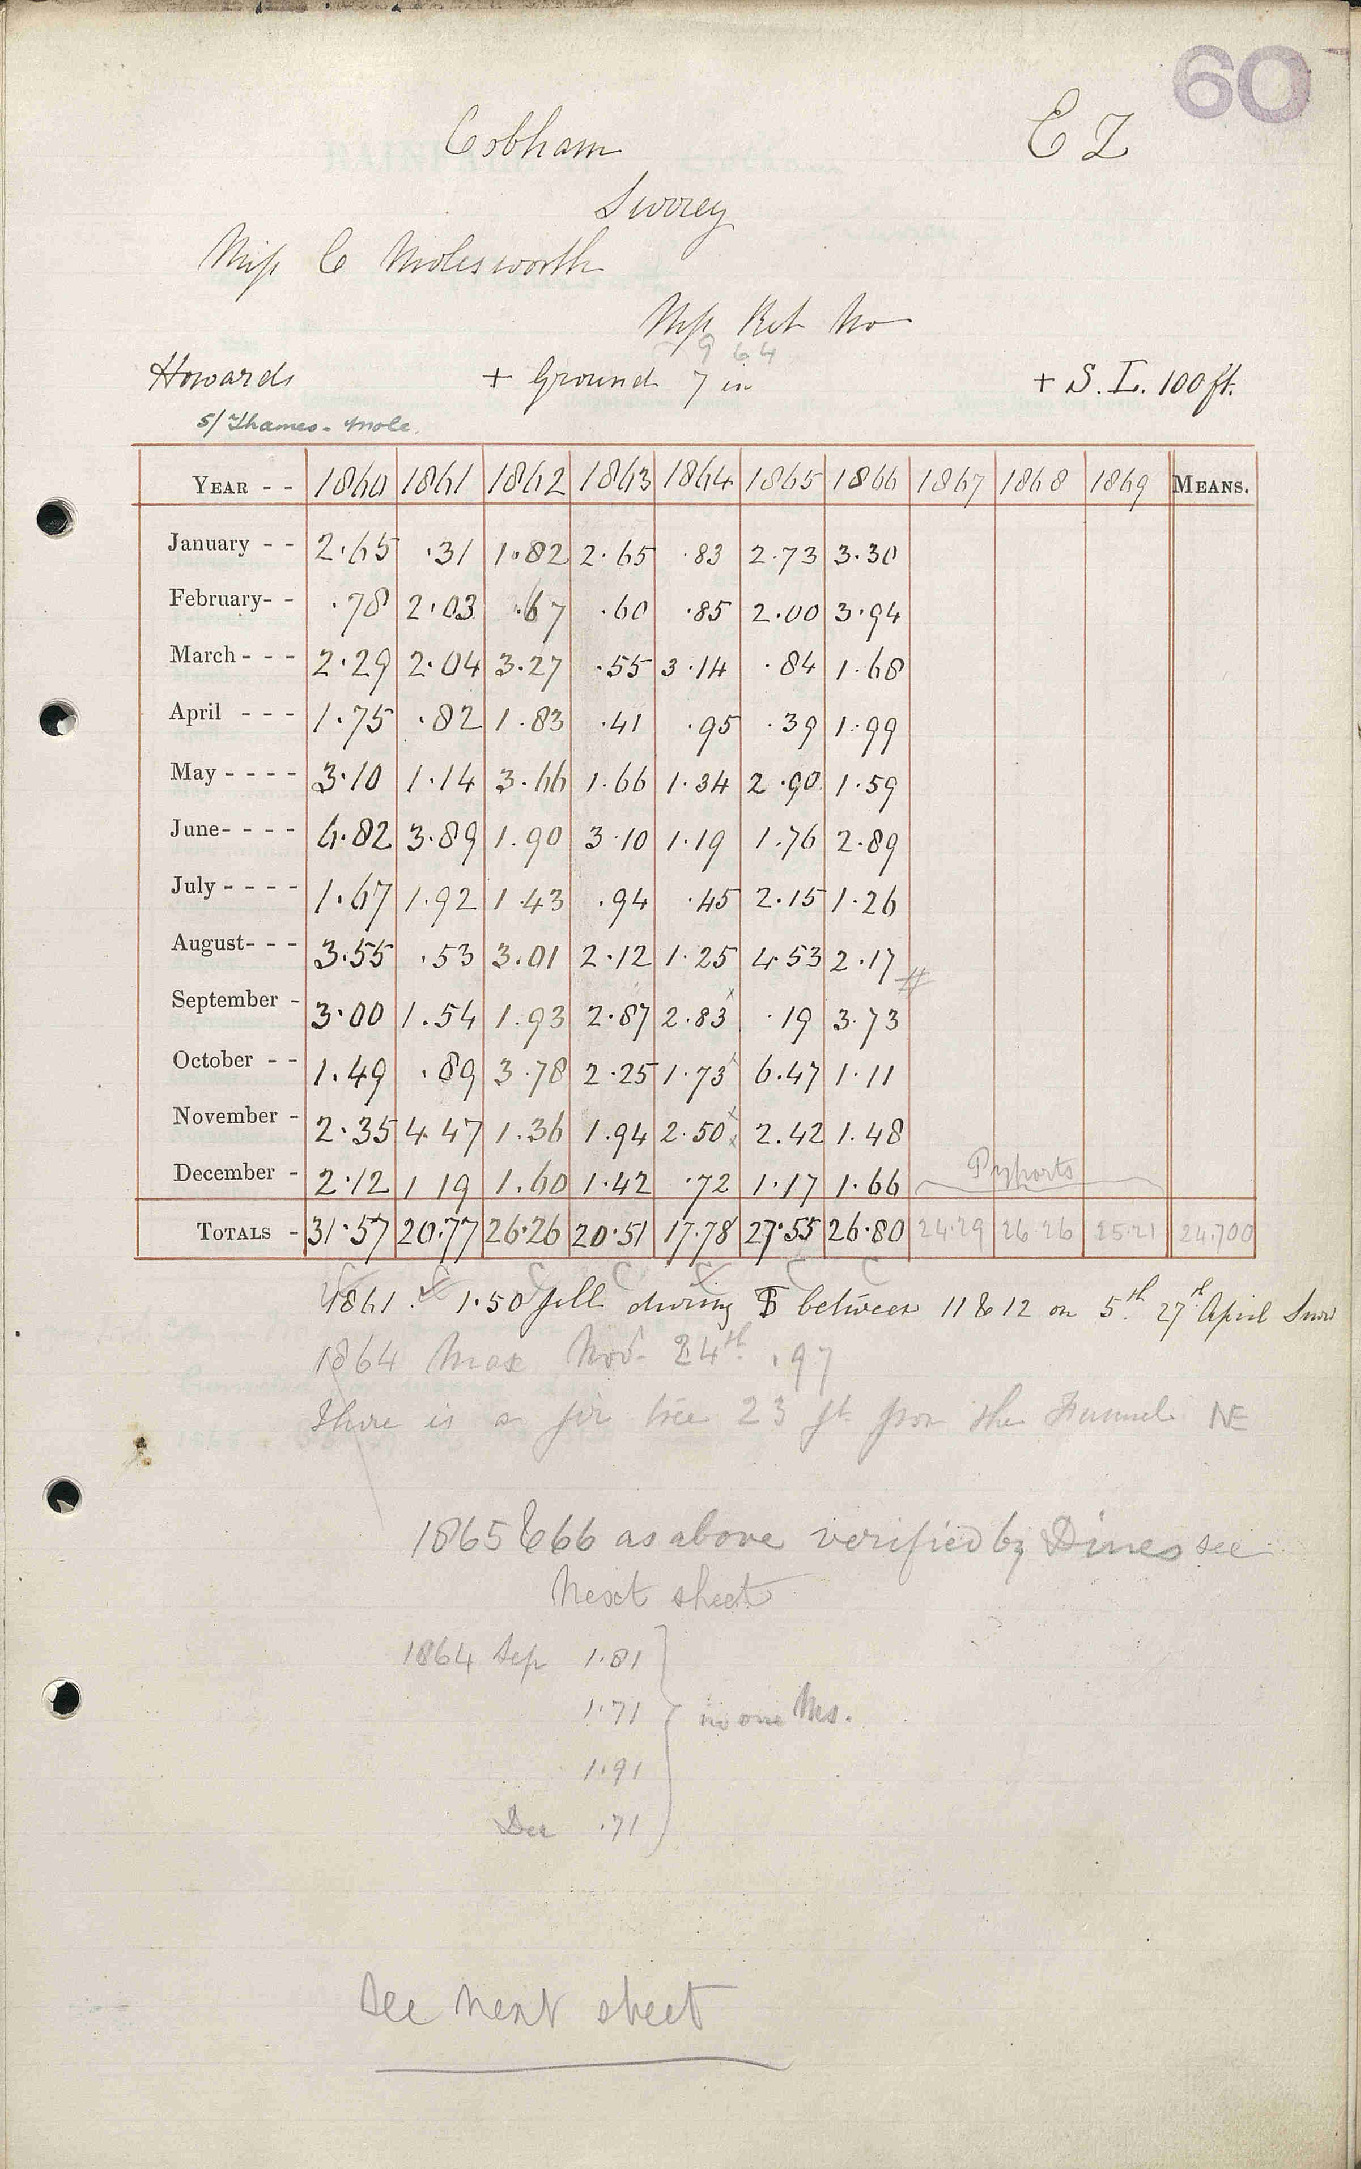 60
Cobham E Z
Surrey
Miss C Molesworth
Miss Ret No
964
Howards + Ground 7 in + S.L. 100 ft.
S/ Thames - Mole.
YEAR - - 1860 1861 1862 1863 1864 1865 1866 1867 1868 1869 MEANS.
January - - 2.65 .31 1.82 2.65 .83 2.73 3.30
February- - .78 2.03 .67 .60 .85 2.00 3.94
March - - - 2.29 2.04 3.27 .55 3.14 .84 1.68
April - - - 1.75 .82 1.83 .41 .95 .39 1.99
May - - - - 3.10 1.14 3.66 1.66 1.34 2.90 1.59
June- - - - 6.82 3.89 1.90 3.10 1.19 1.76 2.89
July - - - - 1.67 1.92 1.43 .94 .45 2.15 1.26
August- - - 3.55 .53 3.01 2.12 1.25 4.53 2.17
September - 3.00 1.54 1.93 2.87 2.83 .19 3.73
October - - 1.49 .89 3.78 2.25 1.73 6.47 1.11
November - 2.35 4.47 1.36 1.94 2.50 2.42 1.48
December - 2.12 1 19 1.60 1.42 .72 1.17 1.66 Pyports
TOTALS - 31.57 20.77 26.26 20.51 17.78 27.55 26.80 24.29 26.26 25.21 24.700
C C C C
1861. 1.50 fell during between 11 & 12 on 5th. 27th April Snow
1864 Max Nov. 24th. .97
There is a fir tree 23 ft from the Funnel NE
1865 & 66 as above verified by Dines see
Next sheet
1864 Sep 1.81
1.71 in one Ms.
1.91
Dec .71
See Next sheet